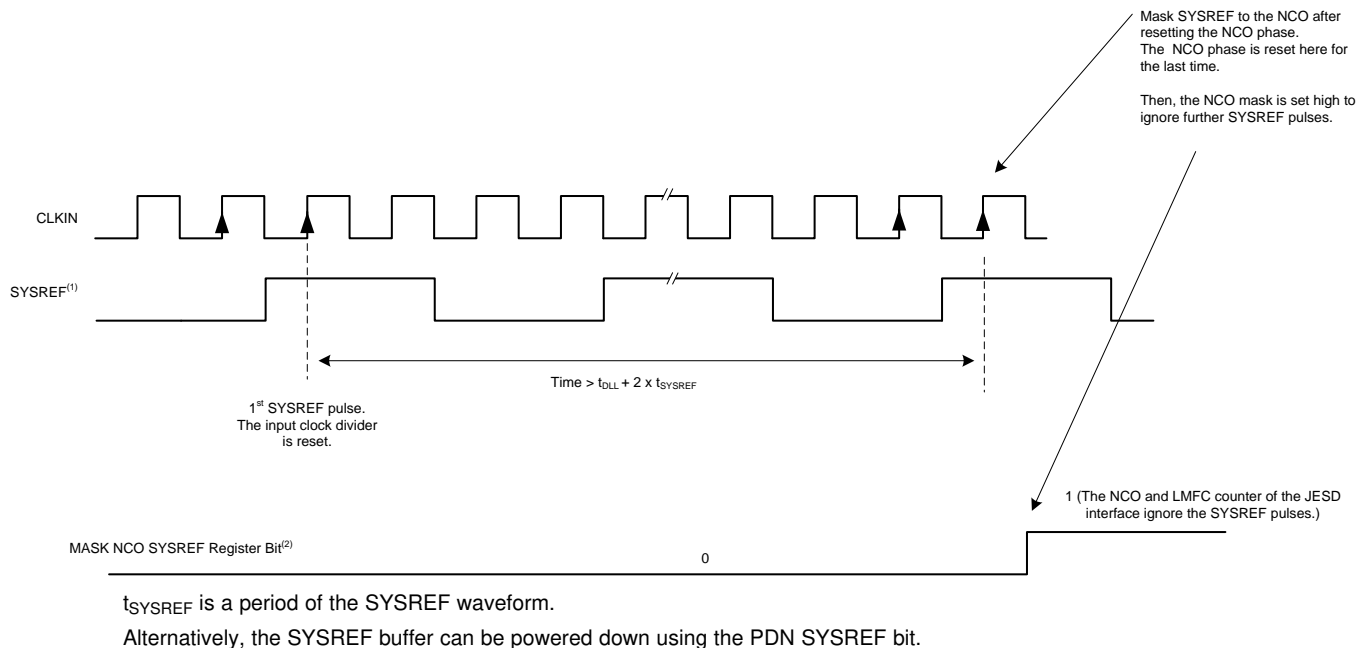 Mask SYSREF to the NCO after
resetting the NCO phase.
The NCO phase is reset here for
the last time.
Then, the NCO mask is set high to
ignore further SYSREF pulses.
CLKIN
SYSREF(1)
Time > tDLL + 2 x tSYSREF
1st SYSREF pulse.
The input clock divider
is reset.
1 (The NCO and LMFC counter of the JESD
interface ignore the SYSREF pulses.)
MASK NCO SYSREF Register Bit(2)
0
tSYSREF is a period of the SYSREF waveform.
Alternatively, the SYSREF buffer can be powered down using the PDN SYSREF bit.